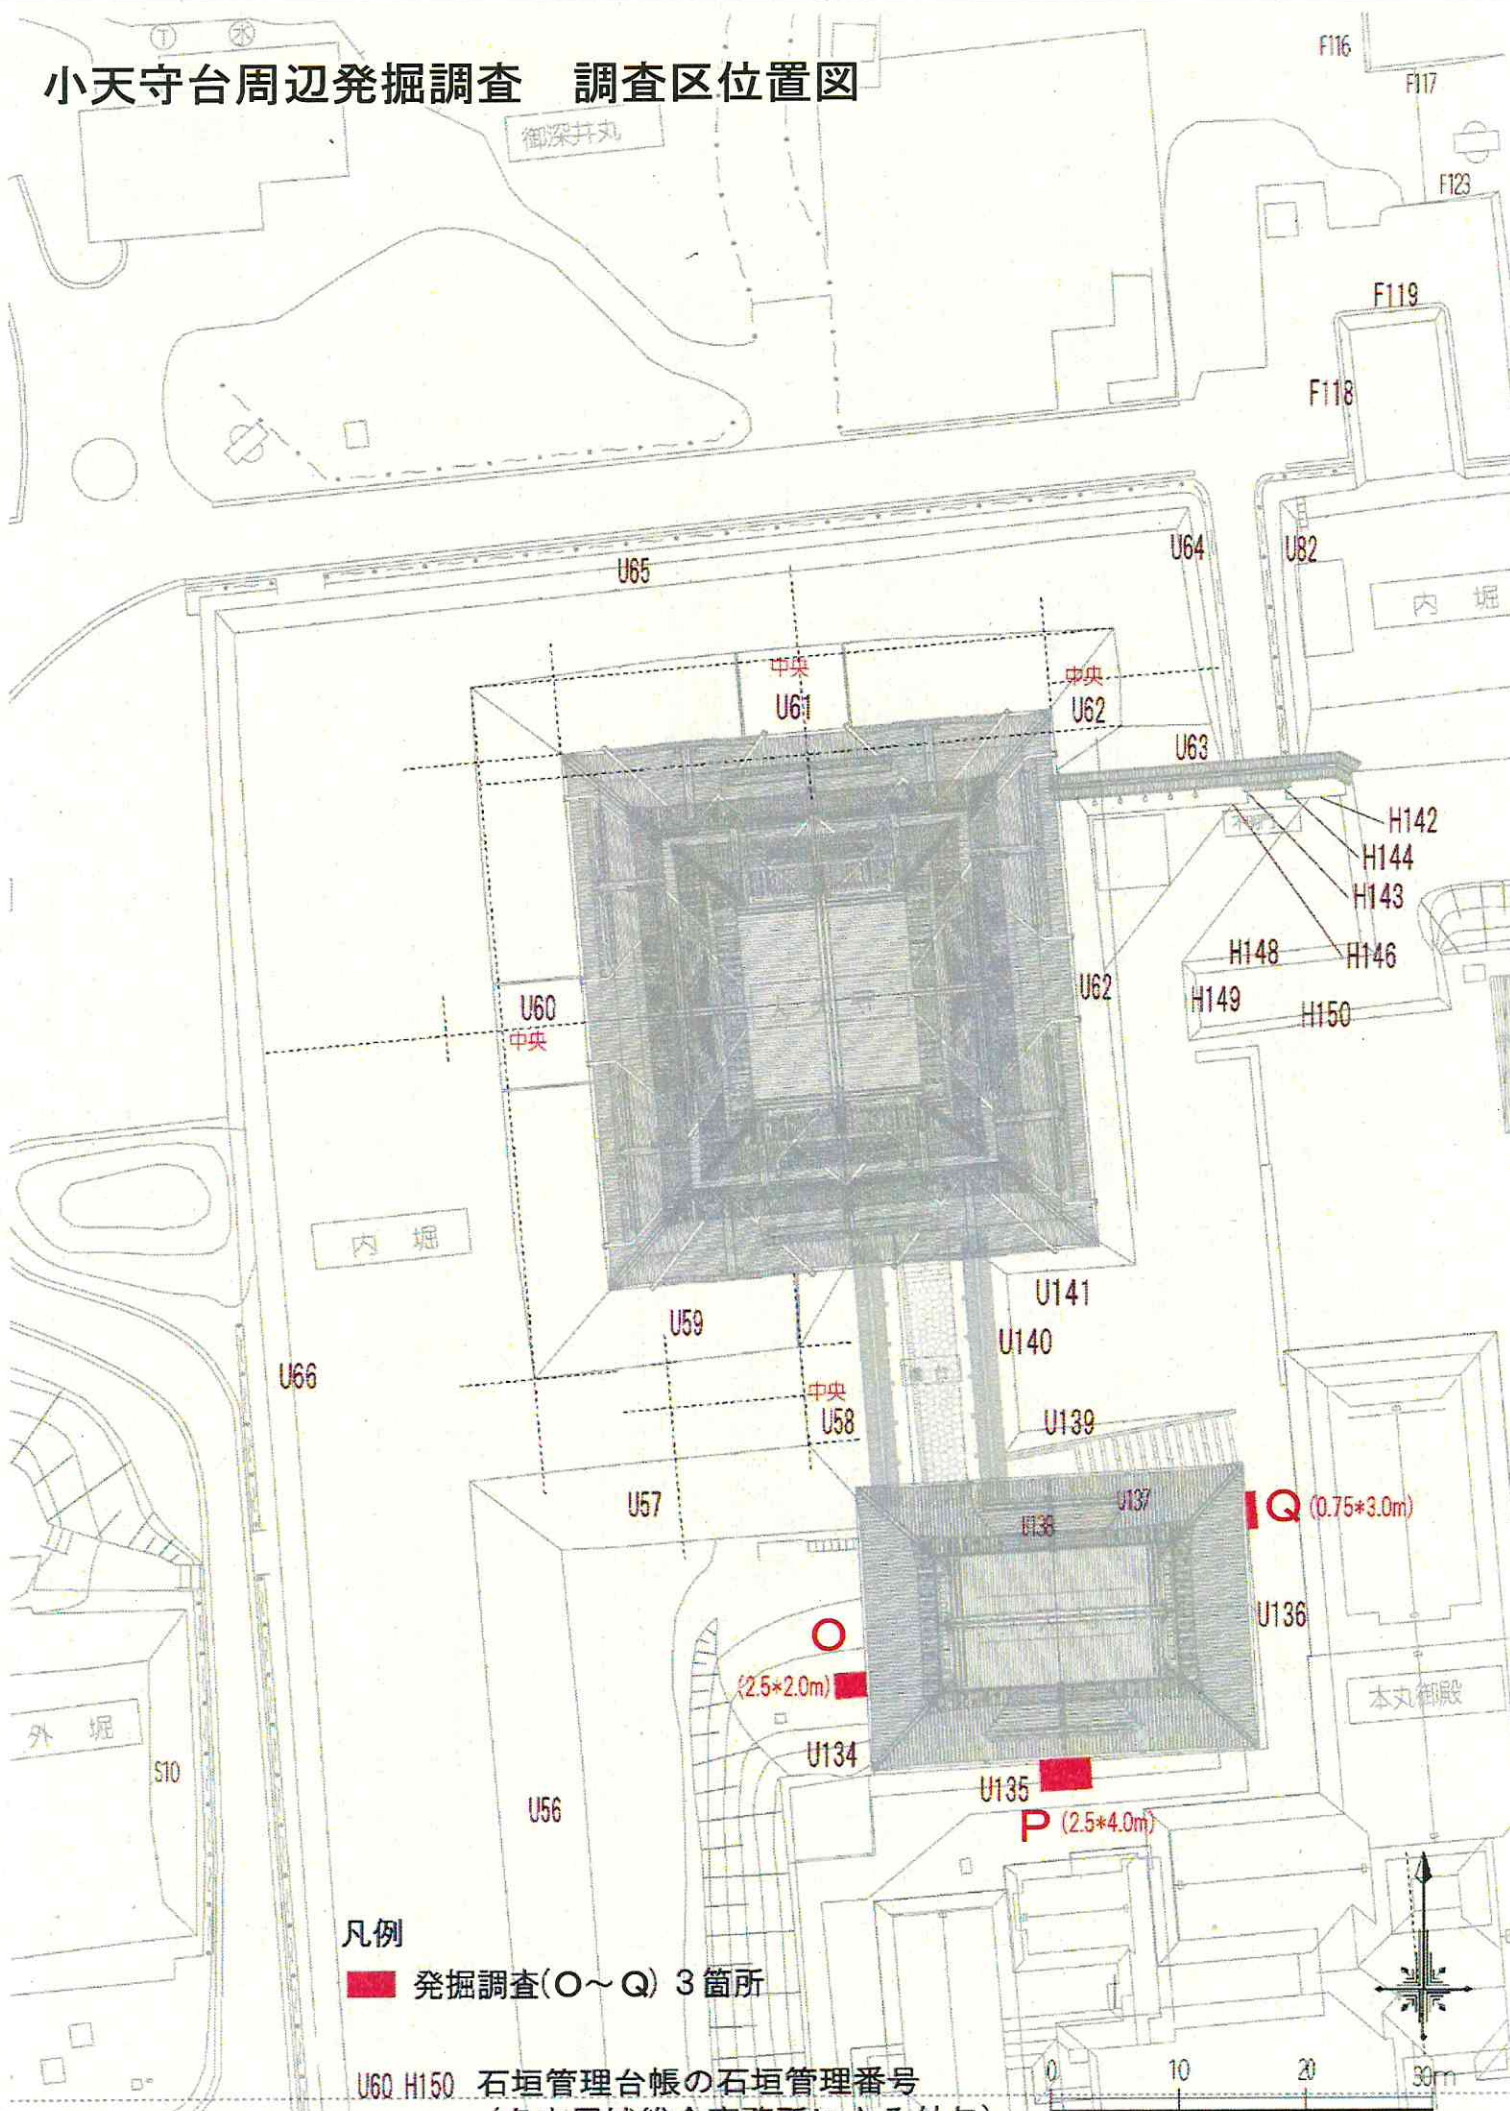 小天守台周辺発掘調査 調査区位置図
T 水
御深井丸
F116
F117
F123
F119
F118
U65
U64
U82
内 堀
中央
U61
中央
U62
U63
H142
H144
H143
H146
H148
H149
H150
U60
中央
U62
内 堀
U59
U141
U140
U66
中央
U58
U139
U57
U137
U138
Q (0.75*3.0m)
U136
O
(2.5*2.0m)
本丸御殿
外 堀
S10
U134
U135
U56
P (2.5*4.0m)
凡例
発掘調査(O～Q) 3箇所
U60 H150 石垣管理台帳の石垣管理番号
0 10 20 30m